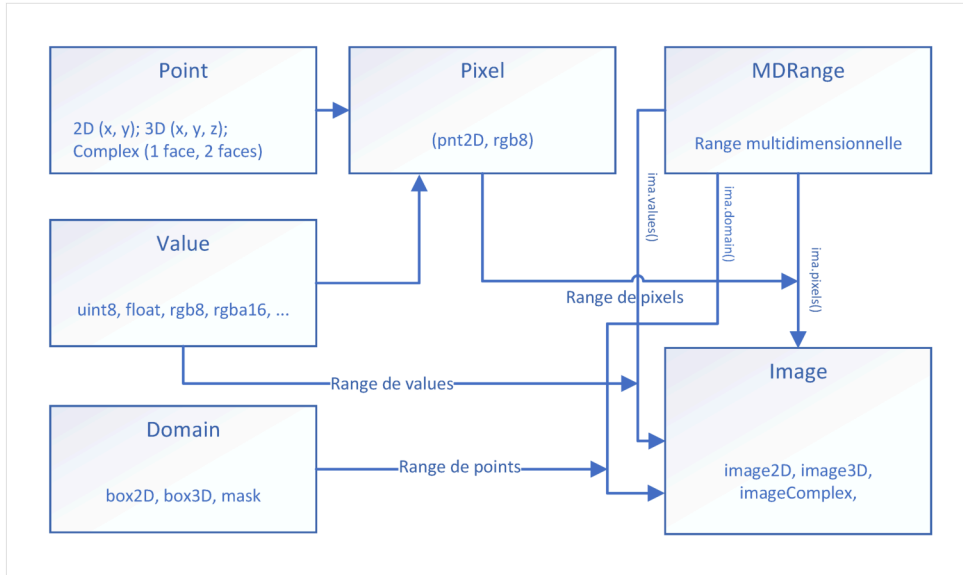 Point
2D (x, y); 3D (x, y, z);
Complex (1 face, 2 faces)
Pixel
(pnt2D, rgb8)
MDRange
Range multidimensionnelle
ima.values()
ima.domain()
ima.pixels()
Value
uint8, float, rgb8, rgba16, ...
Range de pixels
Range de values
Domain
box2D, box3D, mask
Range de points
Image
image2D, image3D,
imageComplex,